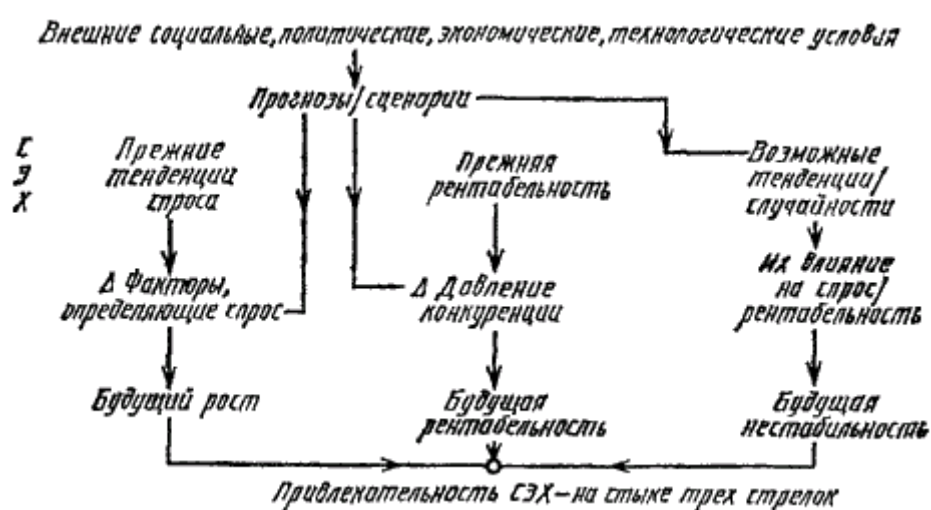 Внешние социальные, политические, экономические, технологические условия
Прогнозы/сценарии
С
Э
Х
Прежние
тенденции
спроса
Прежняя
рентабельность
Возможные
тенденции/
случайности
Δ Факторы,
определяющие спрос
Δ Давление
конкуренции
Их влияние
на спрос/
рентабельность
Будущий рост
Будущая
рентабельность
Будущая
нестабильность
Привлекательность СЭХ – на стыке трех стрелок